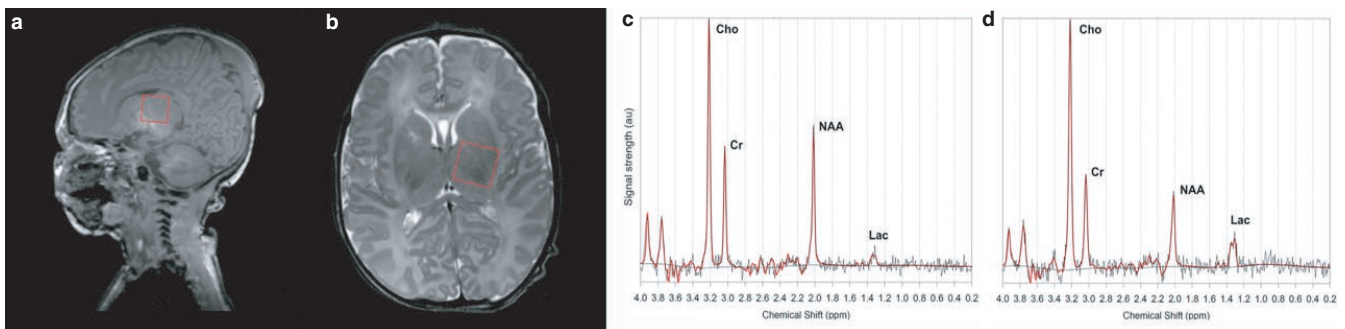 a
b
c
d
Signal strength (au)
Cho
Cr
NAA
Lac
4.0 3.8 3.6 3.4 3.2 3.0 2.8 2.6 2.4 2.2 2.0 1.8 1.6 1.4 1.2 1.0 0.8 0.6 0.4 0.2
Chemical Shift (ppm)
Cho
Cr
NAA
Lac
4.0 3.8 3.6 3.4 3.2 3.0 2.8 2.6 2.4 2.2 2.0 1.8 1.6 1.4 1.2 1.0 0.8 0.6 0.4 0.2
Chemical Shift (ppm)